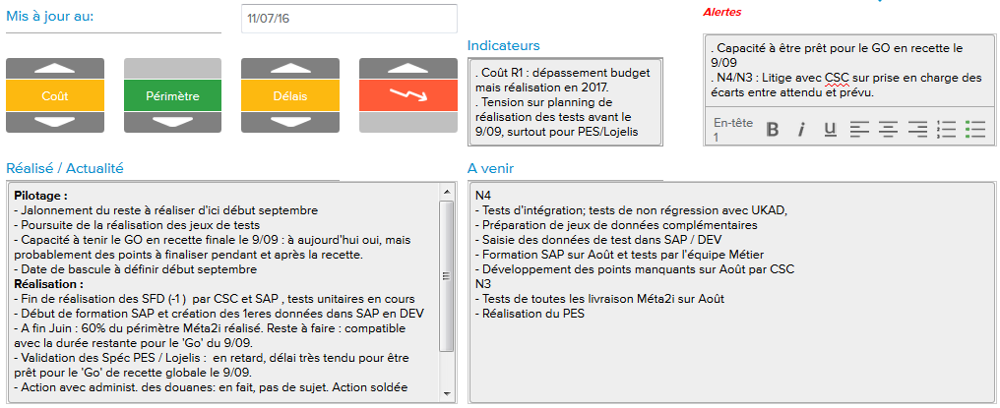 Mis à jour au:
11/07/16
Alertes
. Capacité à être prêt pour le GO en recette le
9/09
. N4/N3 : Litige avec CSC sur prise en charge des
écarts entre attendu et prévu.
En-tête
1
B i u
Coût
Périmètre
Délais
Indicateurs
. Coût R1 : dépassement budget
mais réalisation en 2017.
. Tension sur planning de
réalisation des tests avant le
9/09, surtout pour PES/Lojelis
Réalisé / Actualité
Pilotage :
- Jalonnement du reste à réaliser d'ici début septembre
- Poursuite de la réalisation des jeux de tests
- Capacité à tenir le GO en recette finale le 9/09 : à aujourd'hui oui, mais
probablement des points à finaliser pendant et après la recette.
- Date de bascule à définir début septembre
Réalisation :
- Fin de réalisation des SFD (-1 ) par CSC et SAP , tests unitaires en cours
- Début de formation SAP et création des 1eres données dans SAP en DEV
- A fin Juin : 60% du périmètre Méta2i réalisé. Reste à faire : compatible
avec la durée restante pour le 'Go' du 9/09.
- Validation des Spéc PES / Lojelis : en retard, délai très tendu pour être
prêt pour le 'Go' de recette globale le 9/09.
- Action avec administ. des douanes: en fait, pas de sujet. Action soldée
A venir
N4
- Tests d'intégration; tests de non régression avec UKAD,
- Préparation de jeux de données complémentaires
- Saisie des données de test dans SAP / DEV
- Formation SAP sur Août et tests par l'équipe Métier
- Développement des points manquants sur Août par CSC
N3
- Tests de toutes les livraison Méta2i sur Août
- Réalisation du PES